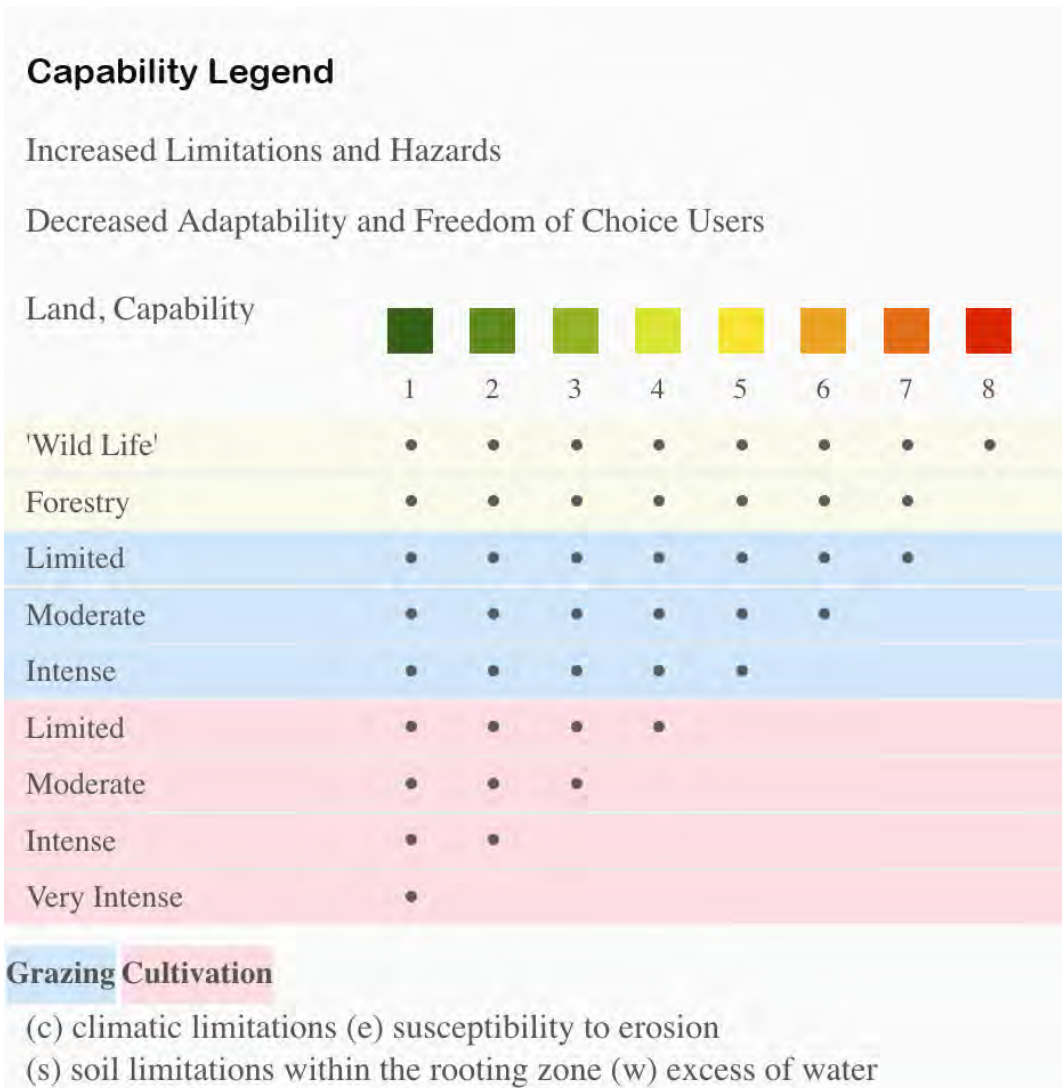 Capability Legend
Increased Limitations and Hazards
Decreased Adaptability and Freedom of Choice Users
Land, Capability
1 2 3 4 5 6 7 8
'Wild Life' • • • • • • • •
Forestry • • • • • • •
Limited • • • • • • •
Moderate • • • • • •
Intense • • • • •
Limited • • • •
Moderate • • •
Intense • •
Very Intense •
Grazing Cultivation
(c) climatic limitations (e) susceptibility to erosion
(s) soil limitations within the rooting zone (w) excess of water